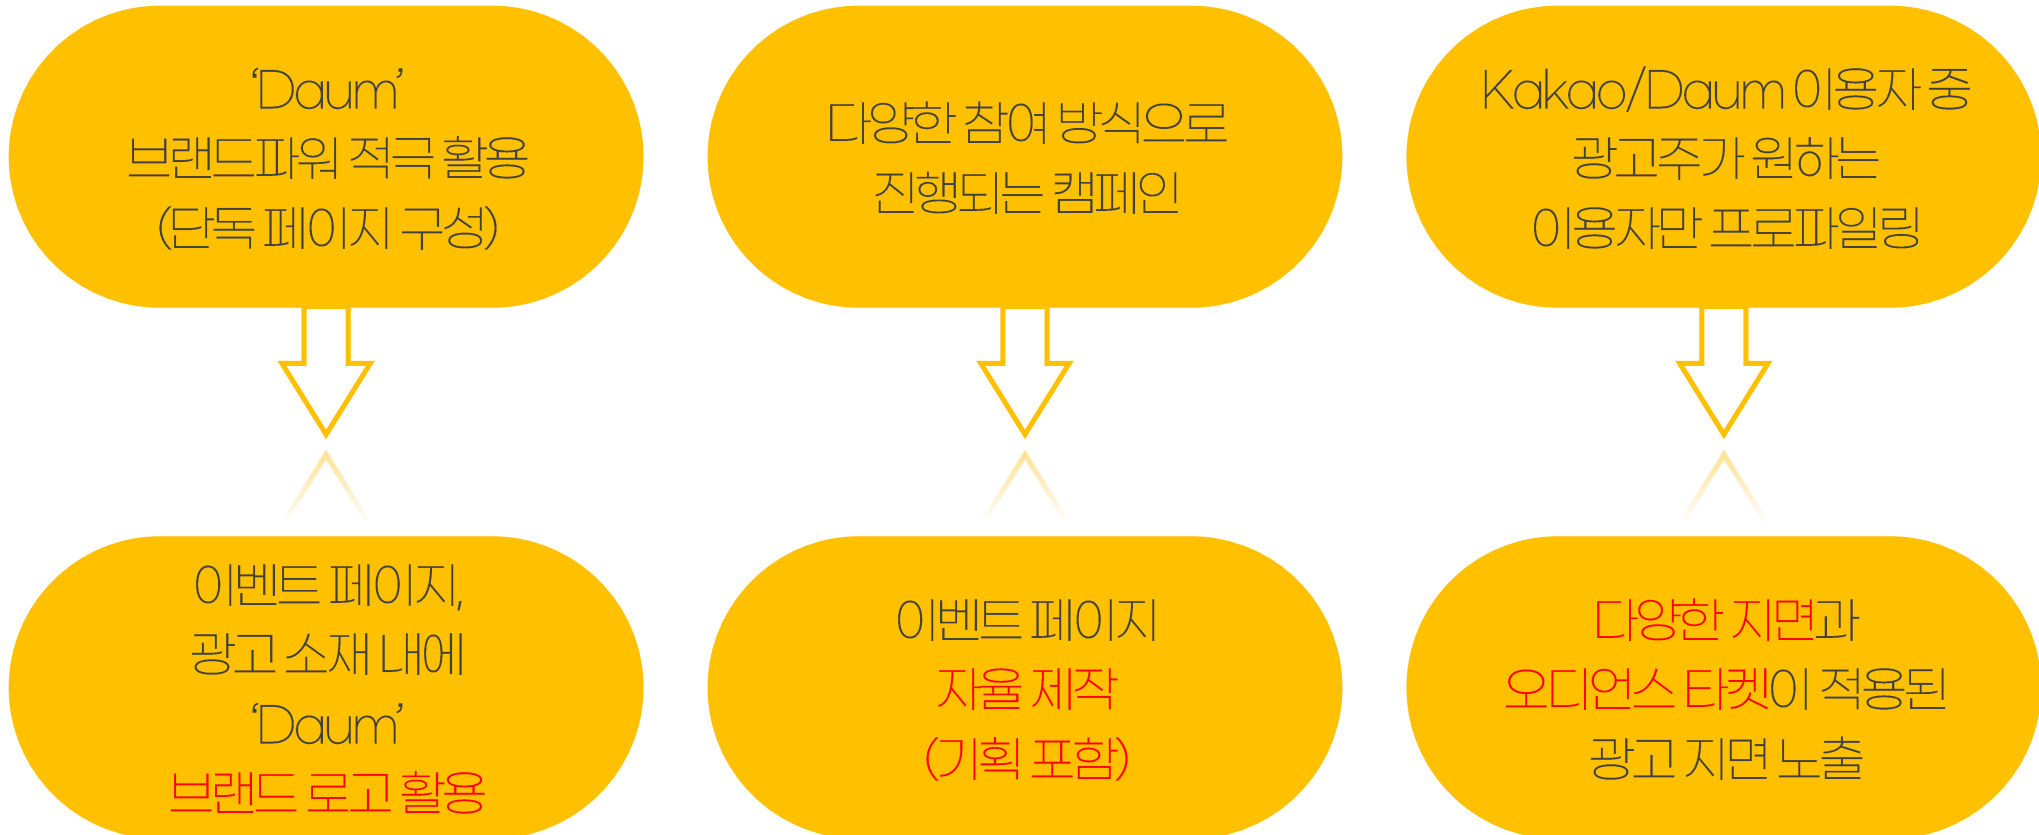 ‘Daum’
브랜드파워 적극 활용
(단독 페이지 구성)
다양한 참여 방식으로
진행되는 캠페인
Kakao/Daum 이용자 중
광고주가 원하는
이용자만 프로파일링
이벤트 페이지,
광고 소재 내에
‘Daum’
브랜드 로고 활용
이벤트 페이지
자율 제작
(기획 포함)
다양한 지면과
오디언스 타켓이 적용된
광고 지면 노출